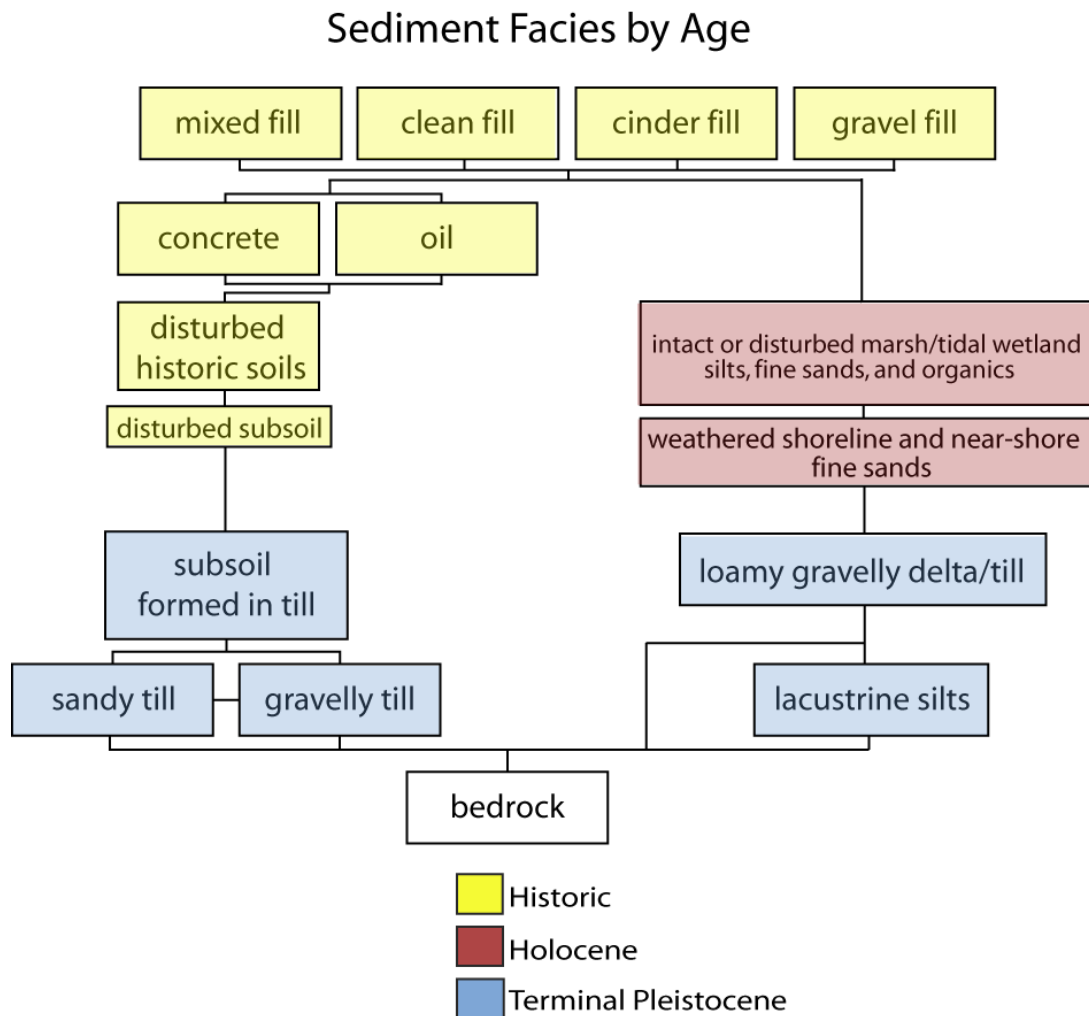 Sediment Facies by Age
mixed fill
clean fill
cinder fill
gravel fill
concrete
oil
disturbed
historic soils
intact or disturbed marsh/tidal wetland
silts, fine sands, and organics
disturbed subsoil
weathered shoreline and near-shore
fine sands
subsoil
formed in till
loamy gravelly delta/till
sandy till
gravelly till
lacustrine silts
bedrock
Historic
Holocene
Terminal Pleistocene